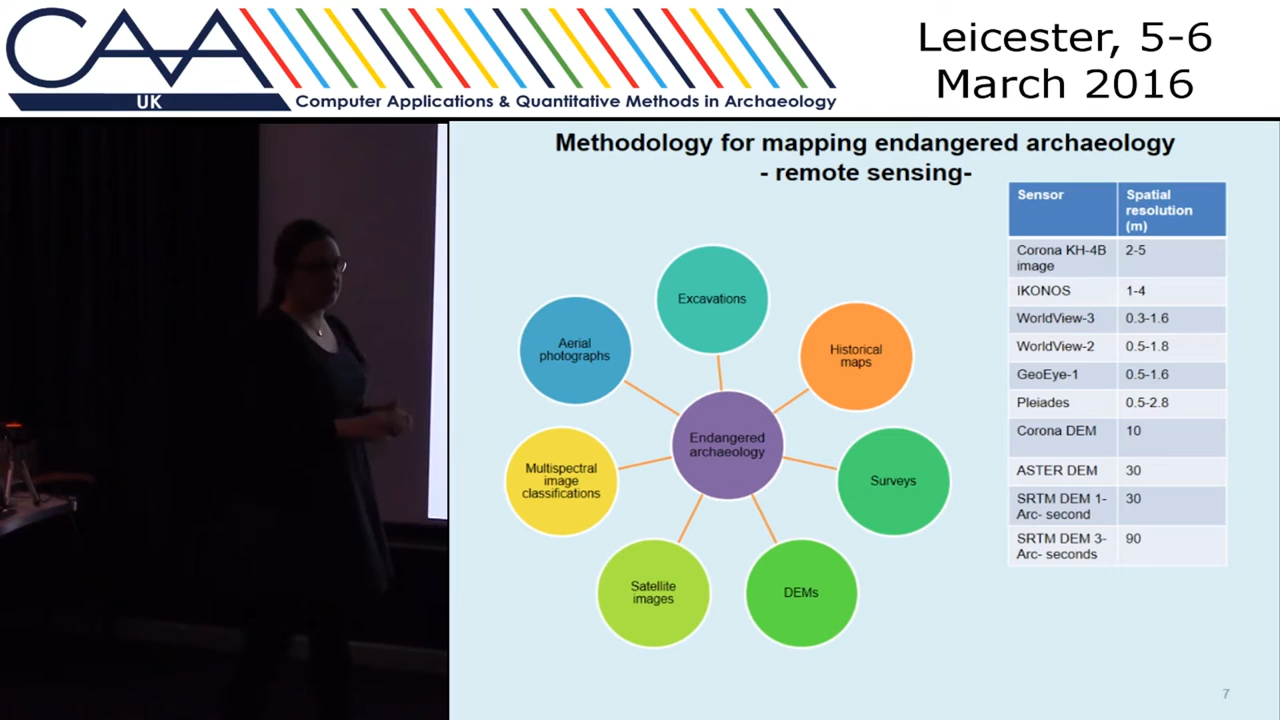 CAA
UK
Computer Applications & Quantitative Methods in Archaeology
Leicester, 5-6
March 2016
Methodology for mapping endangered archaeology
- remote sensing-
Excavations
Historical
maps
Surveys
DEMs
Satellite
images
Multispectral
image
classifications
Aerial
photographs
Endangered
archaeology
Sensor Spatial
resolution
(m)
Corona KH-4B 2-5
image
IKONOS 1-4
WorldView-3 0.3-1.6
WorldView-2 0.5-1.8
GeoEye-1 0.5-1.6
Pleiades 0.5-2.8
Corona DEM 10
ASTER DEM 30
SRTM DEM 1- 30
Arc- second
SRTM DEM 3- 90
Arc- seconds
7